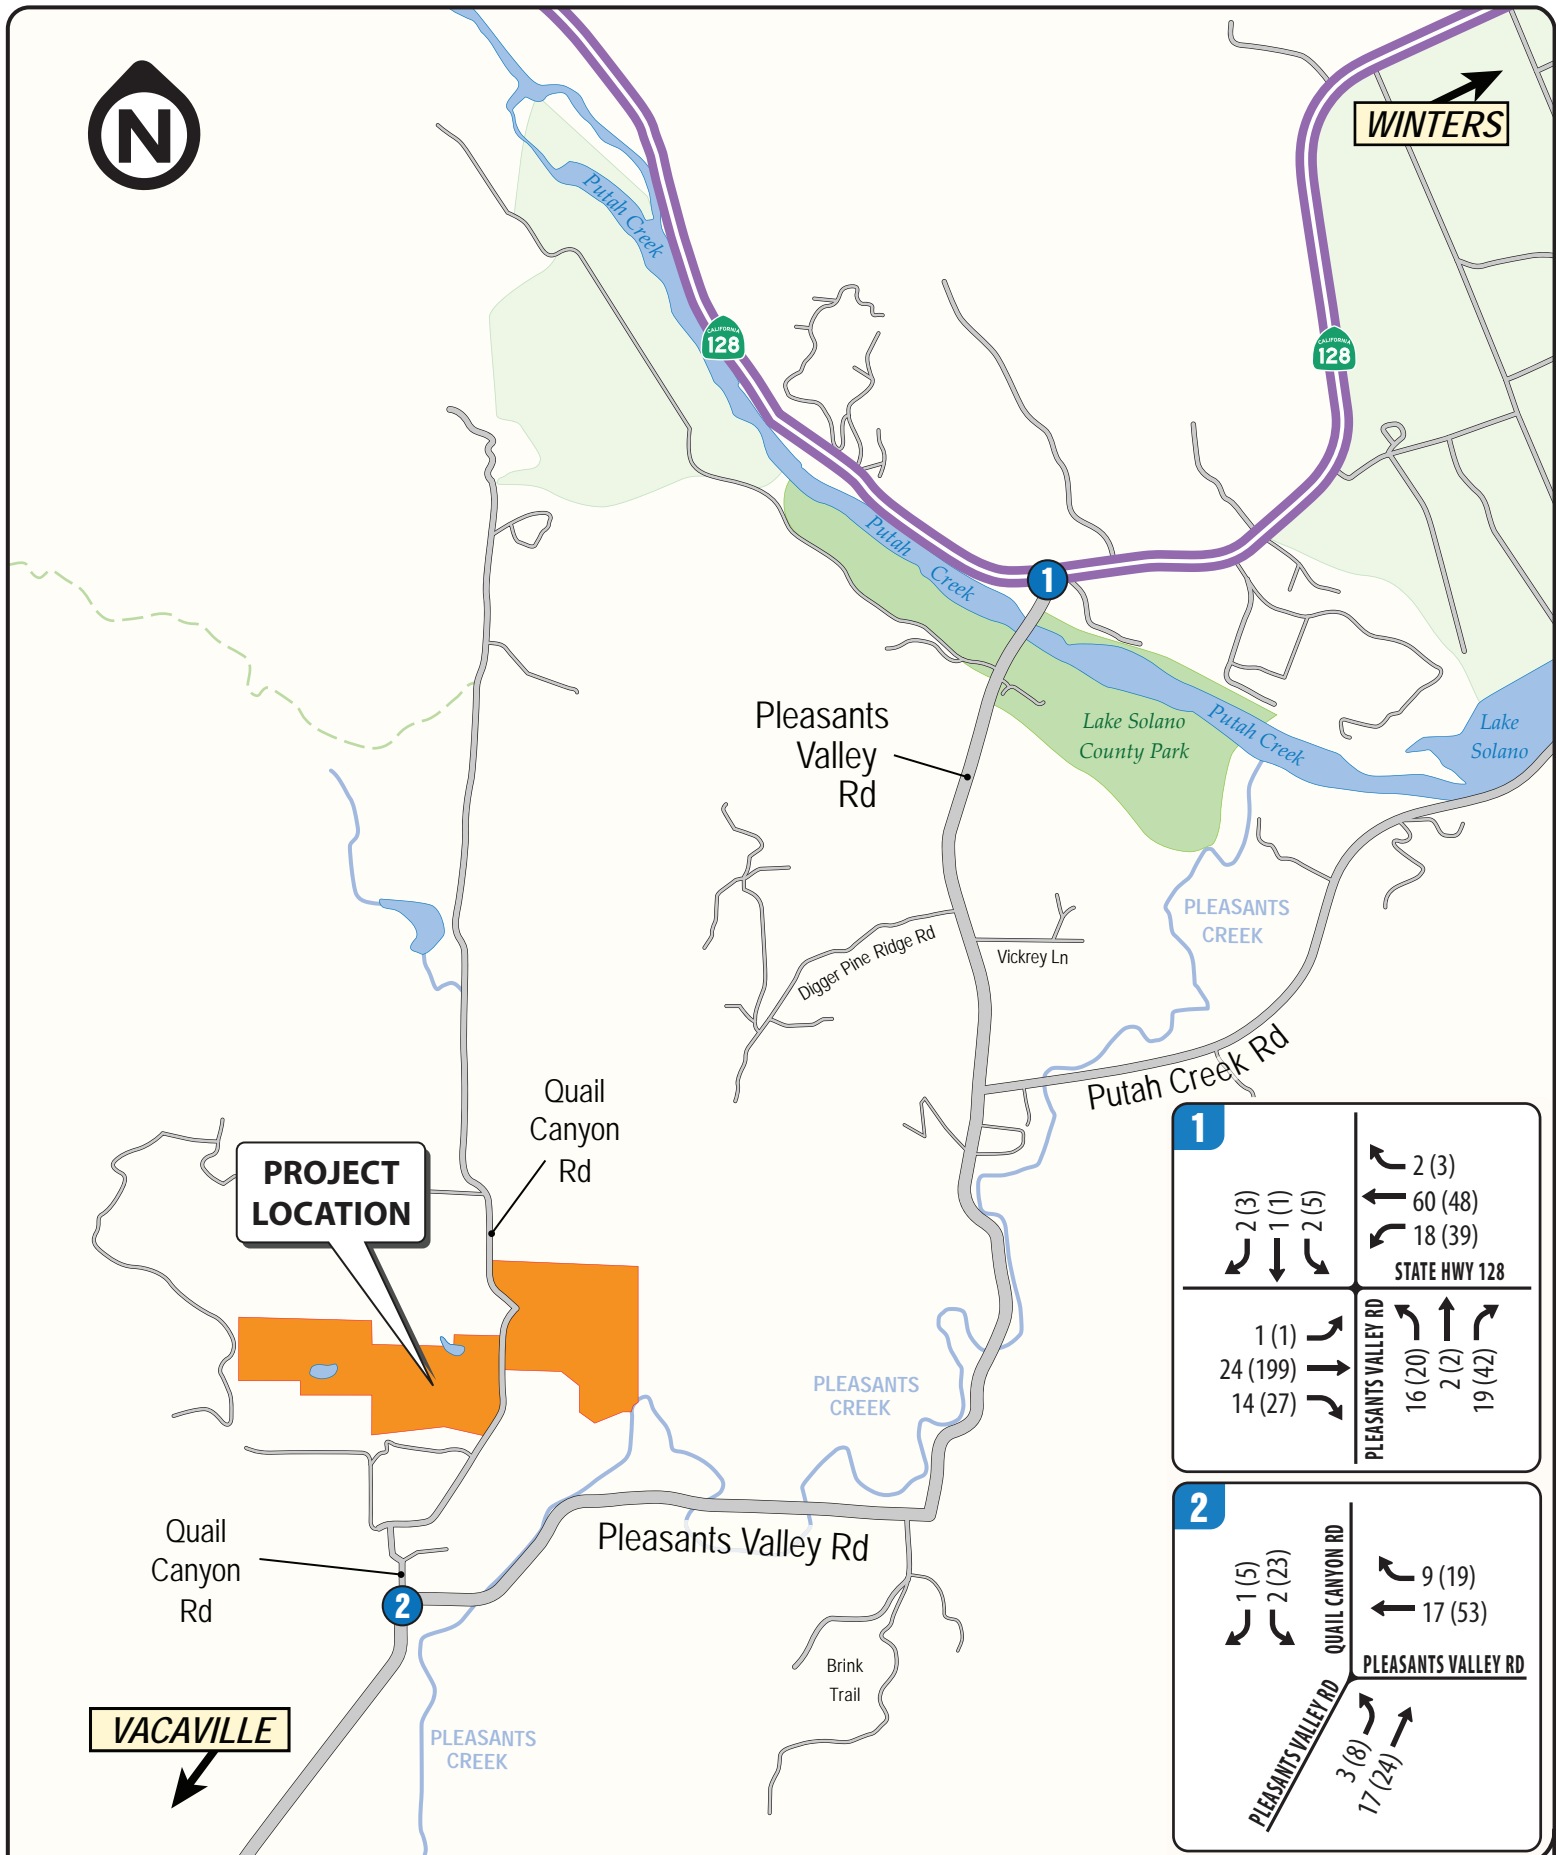 N
WINTERS
Putah Creek
CALIFORNIA
128
CALIFORNIA
128
Putah
Creek
1
Pleasants
Valley
Rd
Lake Solano
County Park
Putah Creek
Lake
Solano
PLEASANTS
CREEK
Digger Pine Ridge Rd
Vickrey Ln
Putah Creek Rd
Quail
Canyon
Rd
PROJECT
LOCATION
PLEASANTS
CREEK
Pleasants Valley Rd
Quail
Canyon
Rd
2
Brink
Trail
VACAVILLE
PLEASANTS
CREEK
1
2 (3)
1 (1)
2 (5)
2 (3)
60 (48)
18 (39)
STATE HWY 128
1 (1)
24 (199)
14 (27)
PLEASANTS VALLEY RD
16 (20)
2 (2)
19 (42)
2
1 (5)
2 (23)
QUAIL CANYON RD
9 (19)
17 (53)
PLEASANTS VALLEY RD
PLEASANTS VALLEY RD
3 (8)
17 (24)